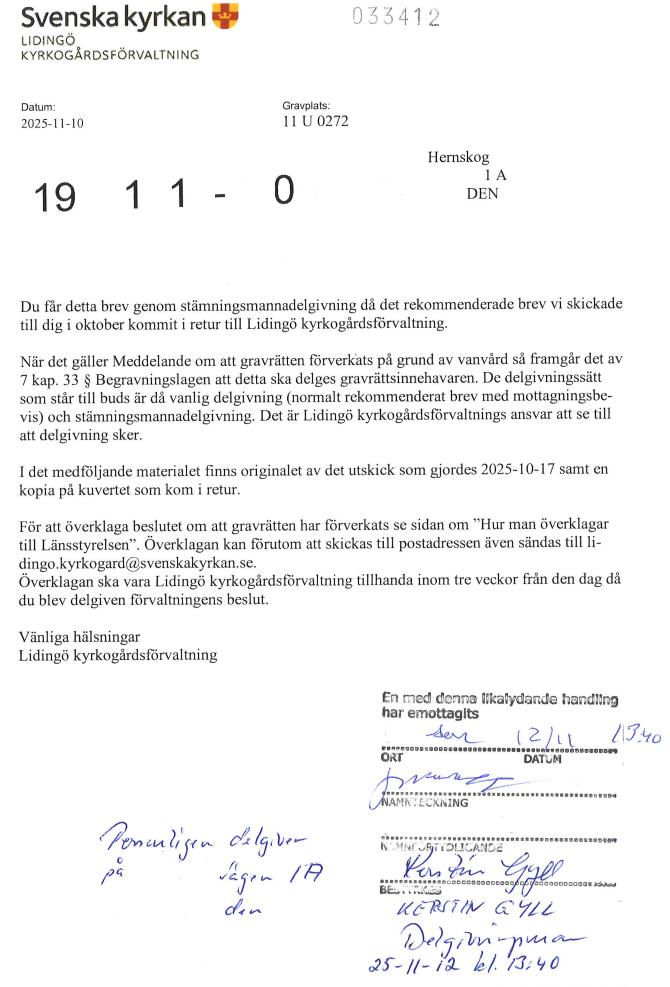 Svenska kyrkan
033412
LIDINGÖ
KYRKOGÅRDSFÖRVALTNING
Datum:
2025-11-10
Gravplats:
11 U 0272
Hernskog
1 A
DEN
19 11- 0
Du får detta brev genom stämningsmannadelgivning då det rekommenderade brev vi skickade
till dig i oktober kommit i retur till Lidingö kyrkogårdsförvaltning.
När det gäller Meddelande om att gravrätten förverkats på grund av vanvård så framgår det av
7 kap. 33 § Begravningslagen att detta ska delges gravrättsinnehavaren. De delgivningssätt
som står till buds är då vanlig delgivning (normalt rekommenderat brev med mottagningsbe-
vis) och stämningsmannadelgivning. Det är Lidingö kyrkogårdsförvaltnings ansvar att se till
att delgivning sker.
I det medföljande materialet finns originalet av det utskick som gjordes 2025-10-17 samt en
kopia på kuvertet som kom i retur.
För att överklaga beslutet om att gravrätten har förverkats se sidan om ”Hur man överklagar
till Länsstyrelsen”. Överklagan kan förutom att skickas till postadressen även sändas till li-
dingo.kyrkogard@svenskakyrkan.se.
Överklagan ska vara Lidingö kyrkogårdsförvaltning tillhanda inom tre veckor från den dag då
du blev delgiven förvaltningens beslut.
Vänliga hälsningar
Lidingö kyrkogårdsförvaltning
En med denna likalydande handling
har emottagits
12/11 13:40
ORT DATUM
NAMNTECKNING
NAMNFÖRTYDLIGANDE
Kerstin Gyll
BESTYRKES
KERSTIN GYLL
Delgivningsman
25-11-12 kl. 13:40
Personligen delgiven
på vägen 1A
den